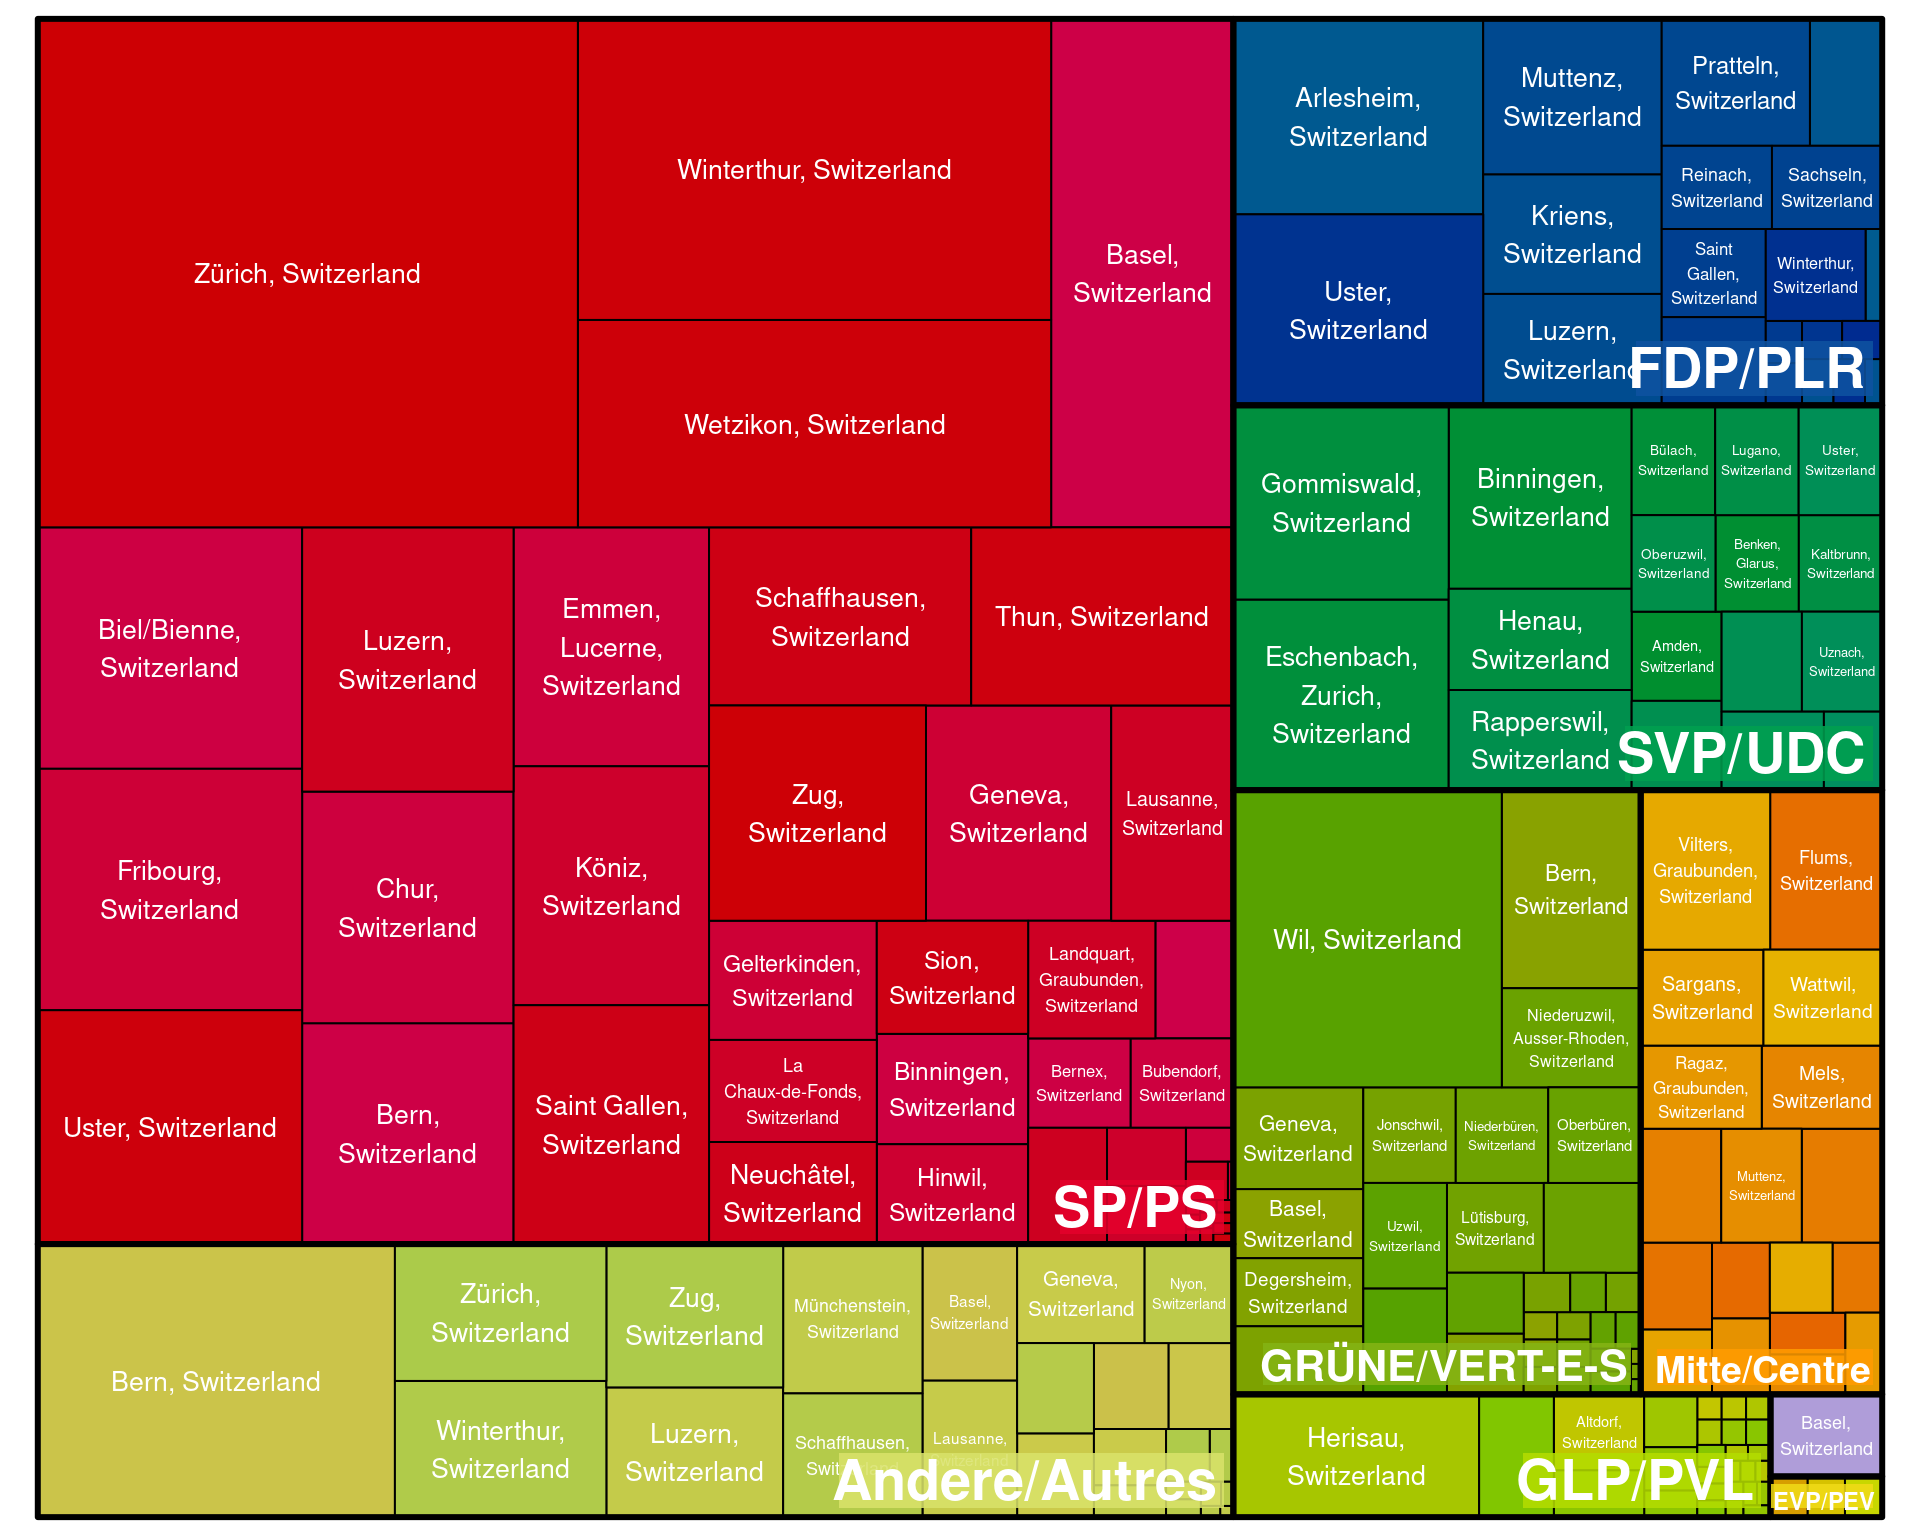 Zürich, Switzerland
Winterthur, Switzerland
Wetzikon, Switzerland
Basel,
Switzerland
Biel/Bienne,
Switzerland
Fribourg,
Switzerland
Uster, Switzerland
Luzern,
Switzerland
Chur,
Switzerland
Bern,
Switzerland
Emmen,
Lucerne,
Switzerland
Köniz,
Switzerland
Saint Gallen,
Switzerland
Schaffhausen,
Switzerland
Thun, Switzerland
Zug,
Switzerland
Geneva,
Switzerland
Lausanne,
Switzerland
Gelterkinden,
Switzerland
La
Chaux-de-Fonds,
Switzerland
Neuchâtel,
Switzerland
Sion,
Switzerland
Binningen,
Switzerland
Hinwil,
Switzerland
Landquart,
Graubunden,
Switzerland
Bernex,
Switzerland
Bubendorf,
Switzerland
SP/PS
Bern, Switzerland
Zürich,
Switzerland
Winterthur,
Switzerland
Zug,
Switzerland
Luzern,
Switzerland
Münchenstein,
Switzerland
Schaffhausen,
Switzerland
Basel,
Switzerland
Lausanne,
Switzerland
Geneva,
Switzerland
Nyon,
Switzerland
Andere/Autres
Arlesheim,
Switzerland
Uster,
Switzerland
Muttenz,
Switzerland
Kriens,
Switzerland
Luzern,
Switzerland
Pratteln,
Switzerland
Reinach,
Switzerland
Sachseln,
Switzerland
Saint
Gallen,
Switzerland
Winterthur,
Switzerland
FDP/PLR
Gommiswald,
Switzerland
Eschenbach,
Zurich,
Switzerland
Binningen,
Switzerland
Henau,
Switzerland
Rapperswil,
Switzerland
Bülach,
Switzerland
Lugano,
Switzerland
Uster,
Switzerland
Oberuzwil,
Switzerland
Benken,
Glarus,
Switzerland
Kaltbrunn,
Switzerland
Amden,
Switzerland
Uznach,
Switzerland
SVP/UDC
Wil, Switzerland
Bern,
Switzerland
Niederuzwil,
Ausser-Rhoden,
Switzerland
Geneva,
Switzerland
Basel,
Switzerland
Degersheim,
Switzerland
Jonschwil,
Switzerland
Niederbüren,
Switzerland
Oberbüren,
Switzerland
Uzwil,
Switzerland
Lütisburg,
Switzerland
GRÜNE/VERT-E-S
Vilters,
Graubunden,
Switzerland
Flums,
Switzerland
Sargans,
Switzerland
Wattwil,
Switzerland
Ragaz,
Graubunden,
Switzerland
Mels,
Switzerland
Muttenz,
Switzerland
Mitte/Centre
Herisau,
Switzerland
Altdorf,
Switzerland
GLP/PVL
Basel,
Switzerland
EVP/PEV